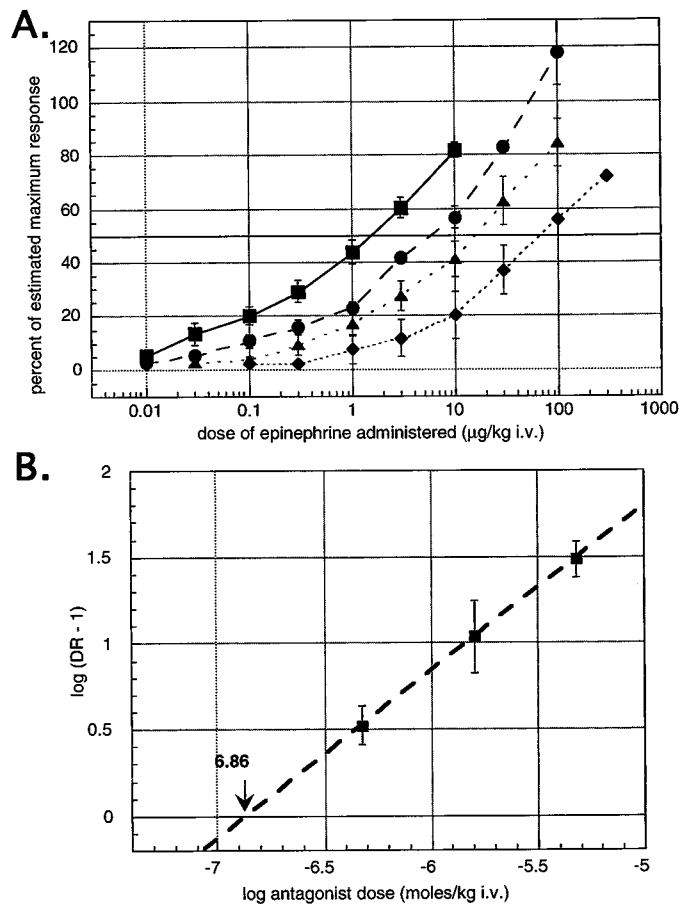 A.
percent of estimated maximum response
120
100
80
60
40
20
0
0.01 0.1 1 10 100 1000
dose of epinephrine administered (μg/kg i.v.)
B.
log (DR - 1)
2
1.5
1
0.5
0
6.86
-7 -6.5 -6 -5.5 -5
log antagonist dose (moles/kg i.v.)